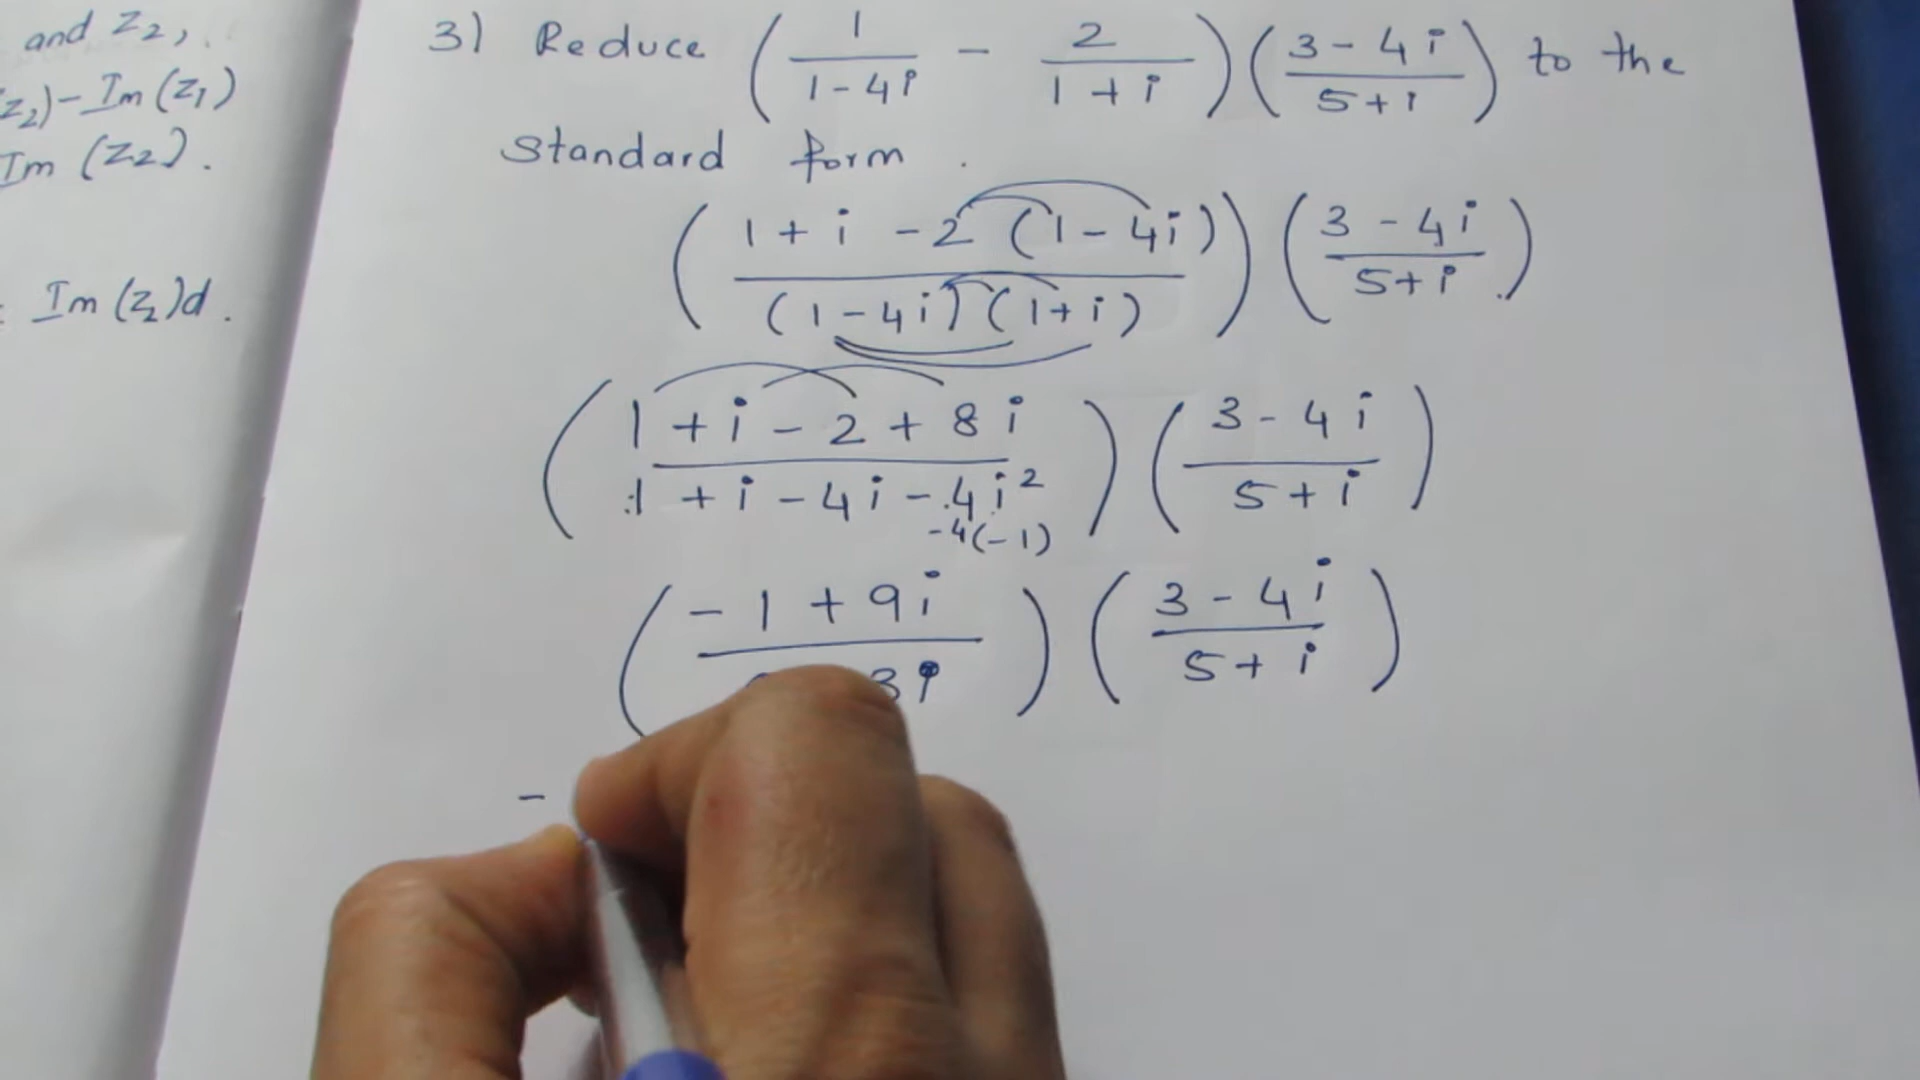 and Z2,
Z2)-Im(Z1)
Im (Z2).
Im (Z2)d.
3) Reduce (1/(1-4i) - 2/(1+i)) ((3-4i)/(5+i)) to the
standard form.
((1+i-2(1-4i))/((1-4i)(1+i))) ((3-4i)/(5+i))
((1+i-2+8i)/(1+i-4i-4i²)) ((3-4i)/(5+i))
-4(-1)
((-1+9i)/(3i)) ((3-4i)/(5+i))
-